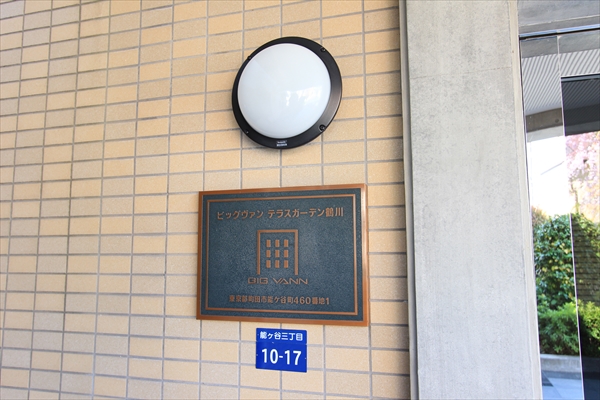 ビッグヴァン テラスガーデン鶴川
BIG VANN
東京都町田市能ヶ谷町460番地1
能ヶ谷三丁目
10-17